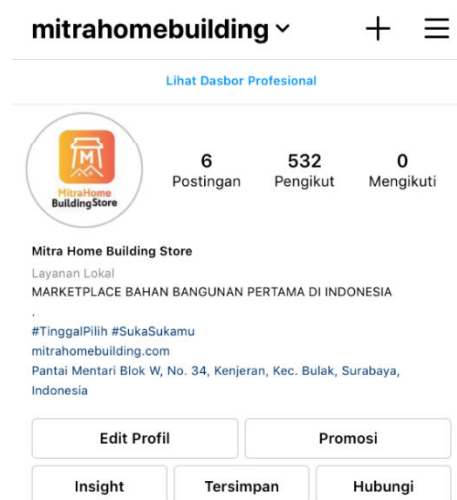 mitrahomebuilding
Lihat Dasbor Profesional
M
MitraHome
BuildingStore
6
Postingan
532
Pengikut
0
Mengikuti
Mitra Home Building Store
Layanan Lokal
MARKETPLACE BAHAN BANGUNAN PERTAMA DI INDONESIA
.
#TinggalPilih #SukaSukamu
mitrahomebuilding.com
Pantai Mentari Blok W, No. 34, Kenjeran, Kec. Bulak, Surabaya,
Indonesia
Edit Profil
Promosi
Insight
Tersimpan
Hubungi